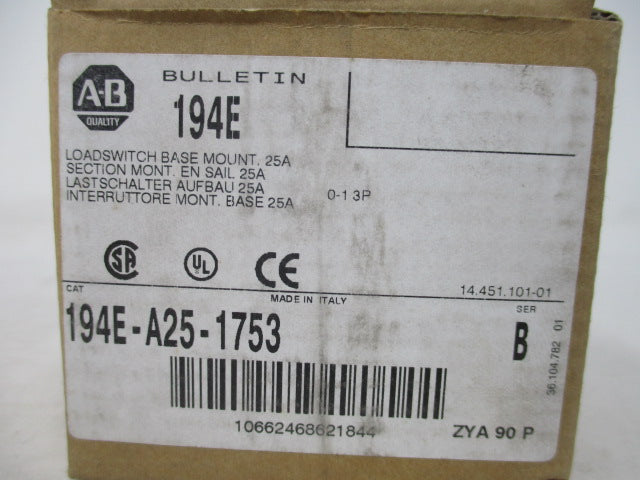 A-B
QUALITY
BULLETIN
194E
LOADSWITCH BASE MOUNT. 25A
SECTION MONT. EN SAIL 25A
LASTSCHALTER AUFBAU 25A
INTERRUTTORE MONT. BASE 25A 0-1 3P
SA UL CE
MADE IN ITALY
14.451.101-01
CAT SER
194E-A25-1753 B
36.104.782 01
10662468621844 ZYA 90 P